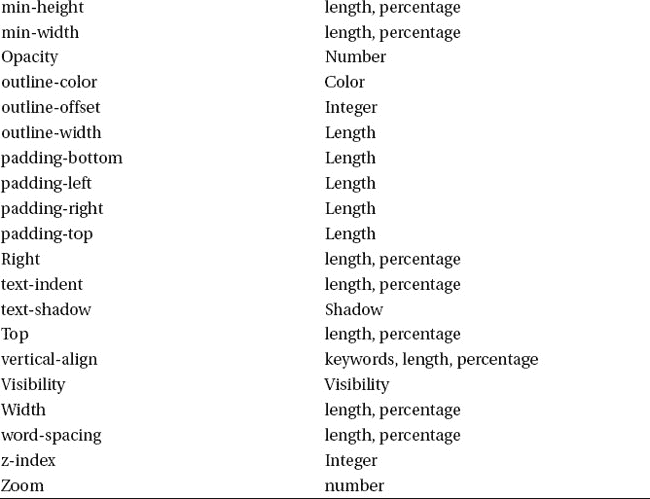 min-height length, percentage
min-width length, percentage
Opacity Number
outline-color Color
outline-offset Integer
outline-width Length
padding-bottom Length
padding-left Length
padding-right Length
padding-top Length
Right length, percentage
text-indent length, percentage
text-shadow Shadow
Top length, percentage
vertical-align keywords, length, percentage
Visibility Visibility
Width length, percentage
word-spacing length, percentage
z-index Integer
Zoom number